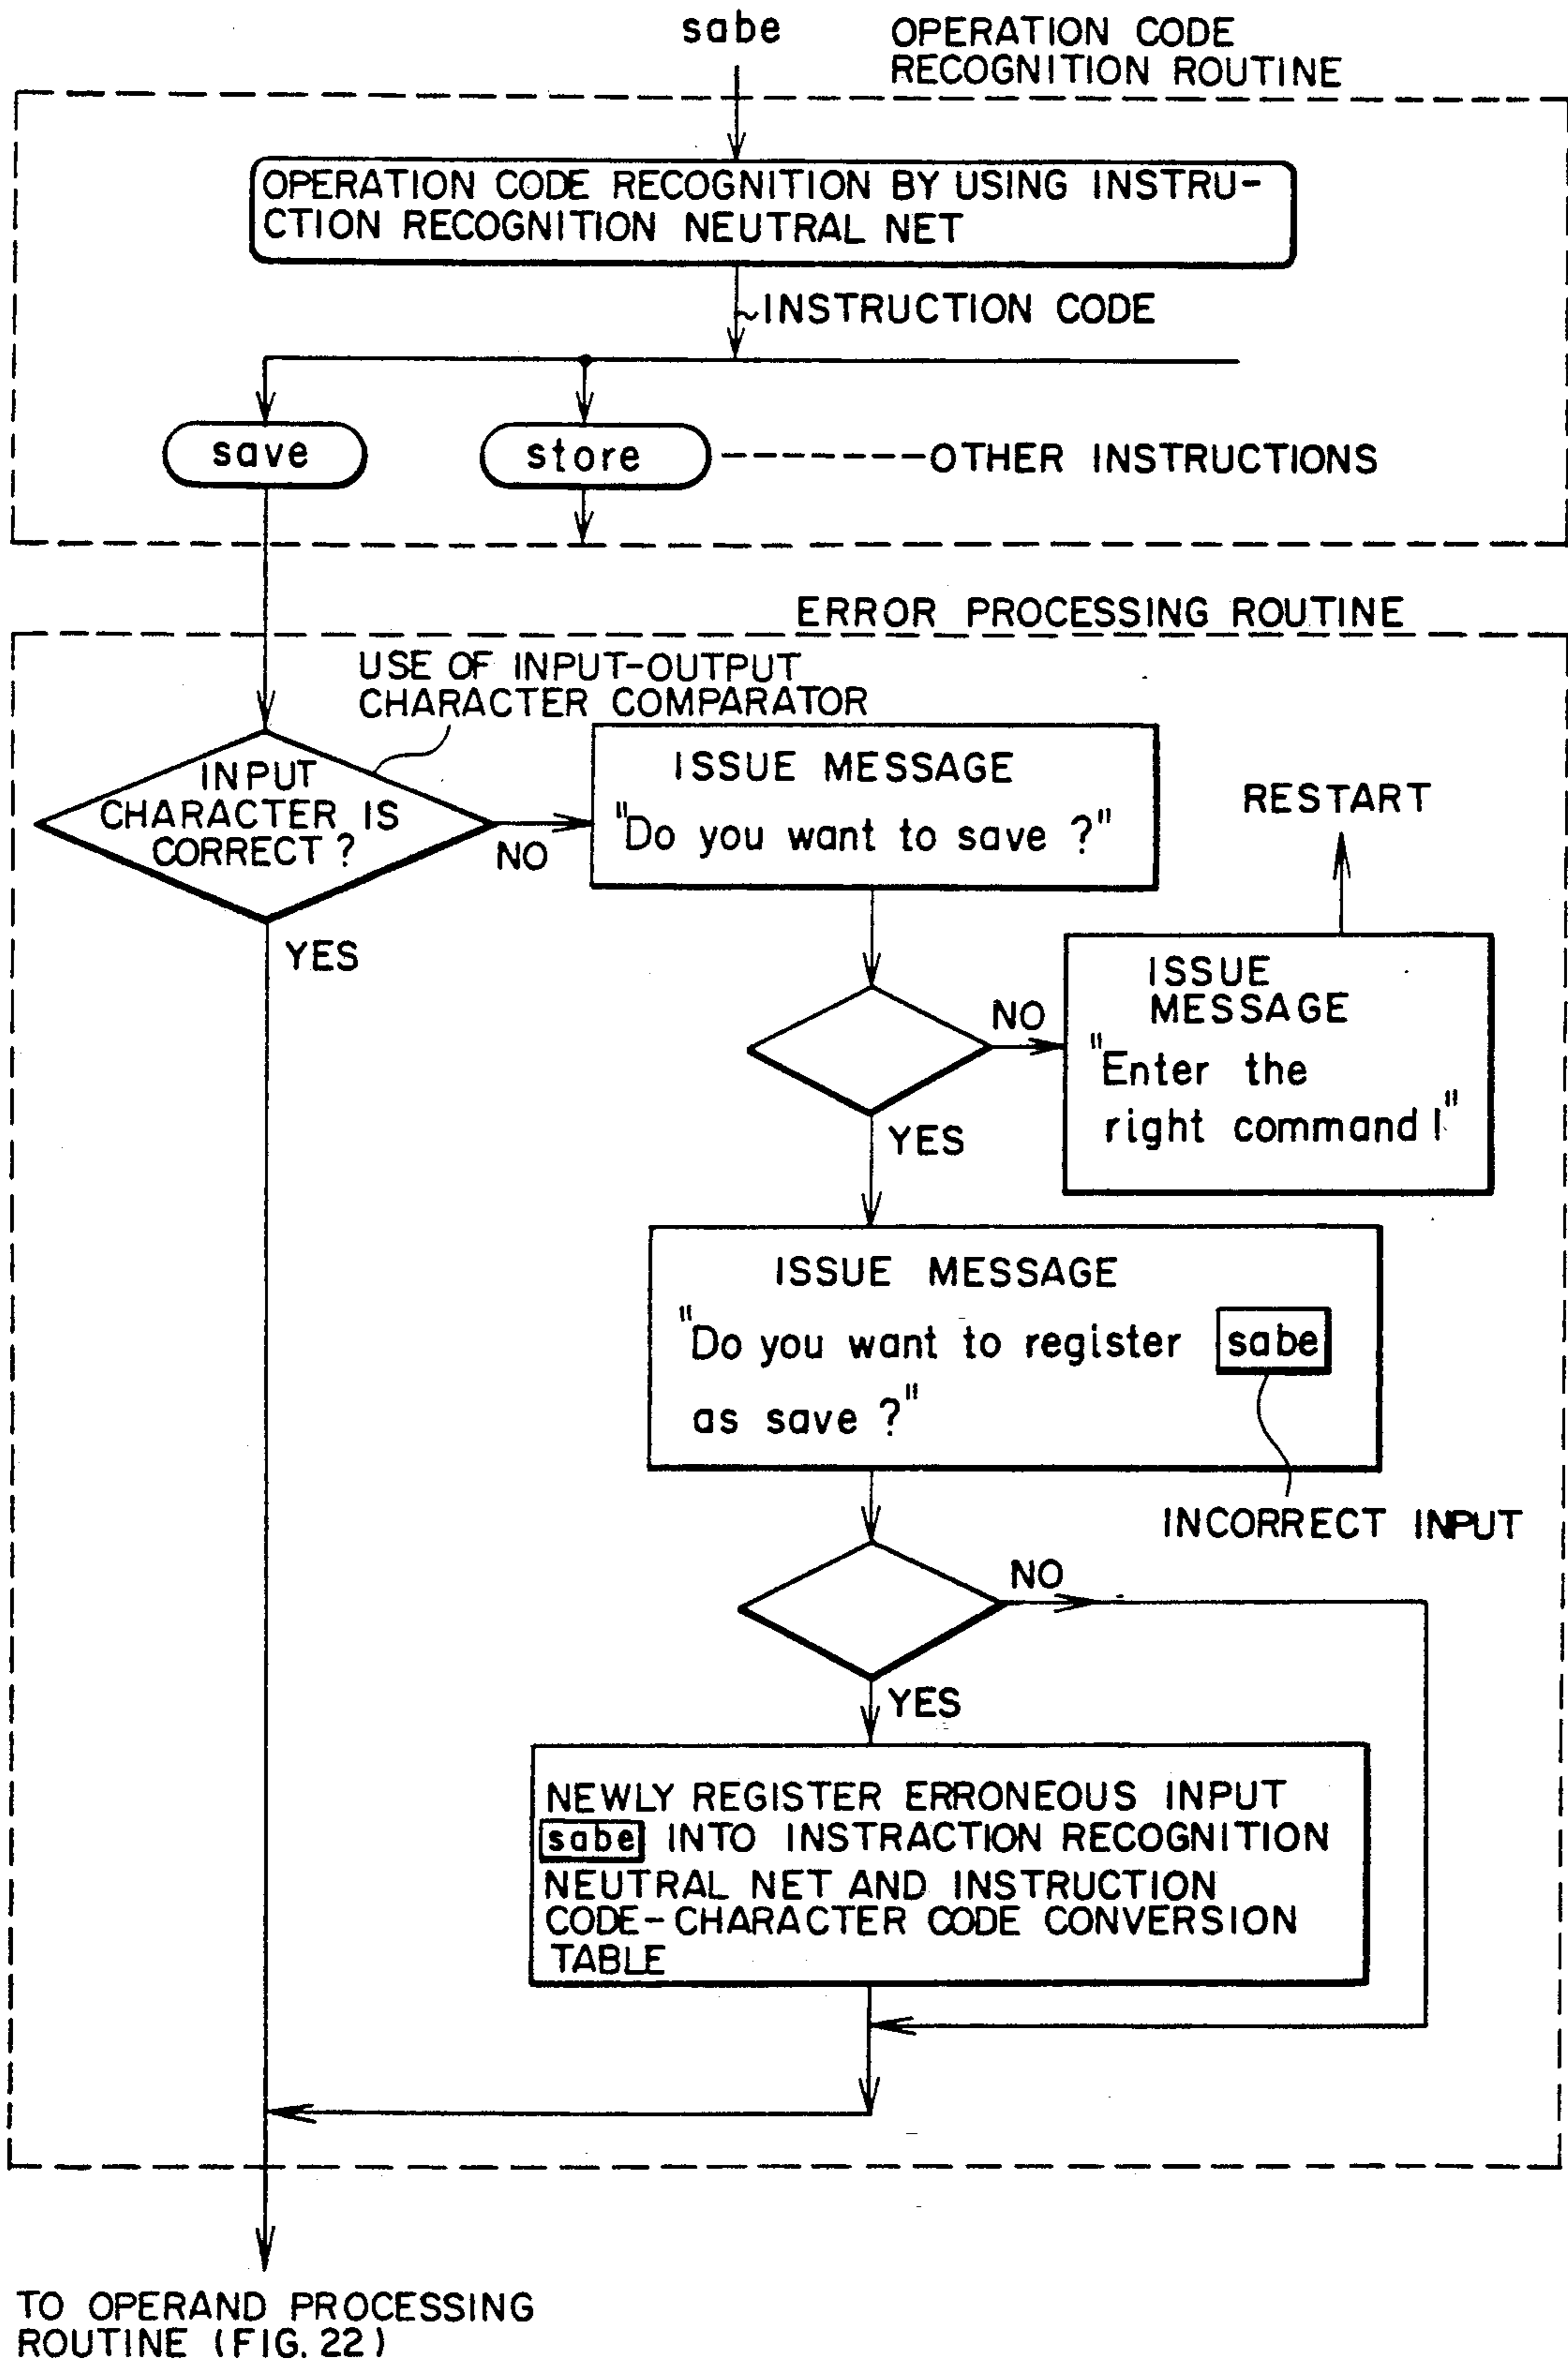 sabe
OPERATION CODE
RECOGNITION ROUTINE
OPERATION CODE RECOGNITION BY USING INSTRU-
CTION RECOGNITION NEUTRAL NET
INSTRUCTION CODE
save
store
OTHER INSTRUCTIONS
ERROR PROCESSING ROUTINE
USE OF INPUT-OUTPUT
CHARACTER COMPARATOR
INPUT
CHARACTER IS
CORRECT ?
NO
YES
ISSUE MESSAGE
"Do you want to save ?"
RESTART
NO
ISSUE
MESSAGE
"Enter the
right command !"
YES
ISSUE MESSAGE
"Do you want to register sabe
as save ?"
INCORRECT INPUT
NO
YES
NEWLY REGISTER ERRONEOUS INPUT
sabe INTO INSTRACTION RECOGNITION
NEUTRAL NET AND INSTRUCTION
CODE-CHARACTER CODE CONVERSION
TABLE
TO OPERAND PROCESSING
ROUTINE (FIG. 22)